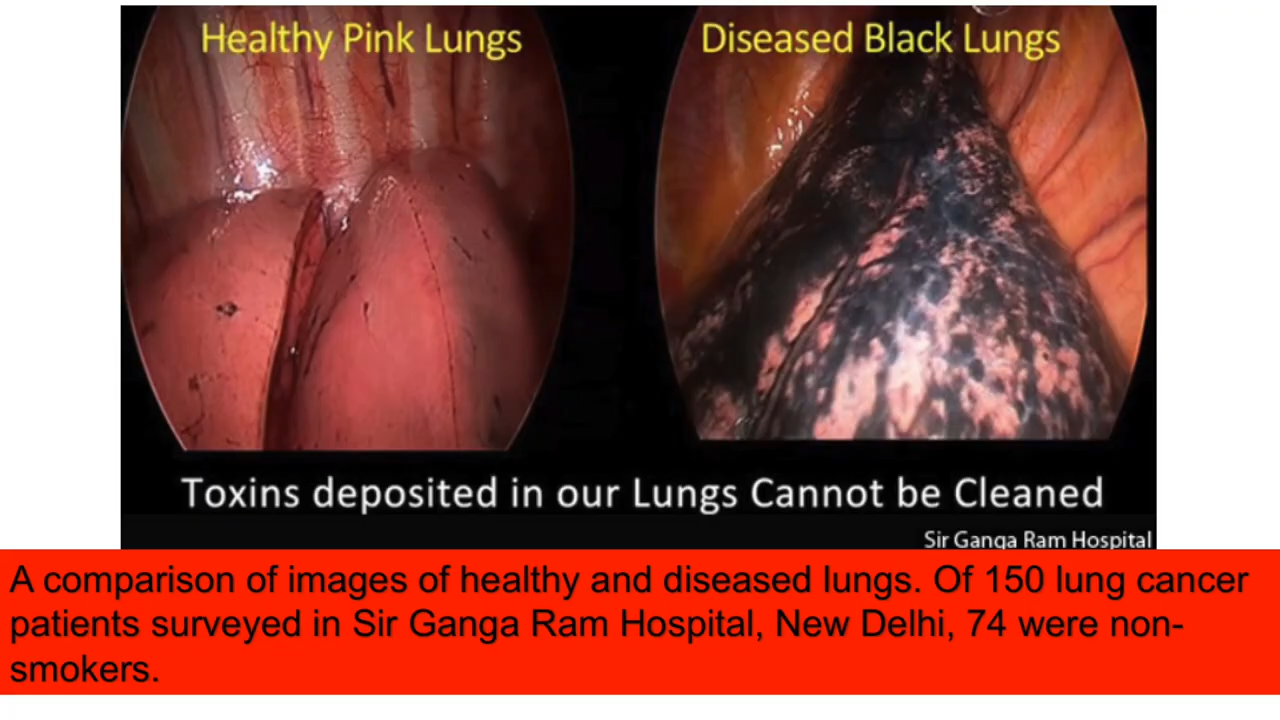 Healthy Pink Lungs
Diseased Black Lungs
Toxins deposited in our Lungs Cannot be Cleaned
Sir Ganga Ram Hospital
A comparison of images of healthy and diseased lungs. Of 150 lung cancer
patients surveyed in Sir Ganga Ram Hospital, New Delhi, 74 were non-
smokers.